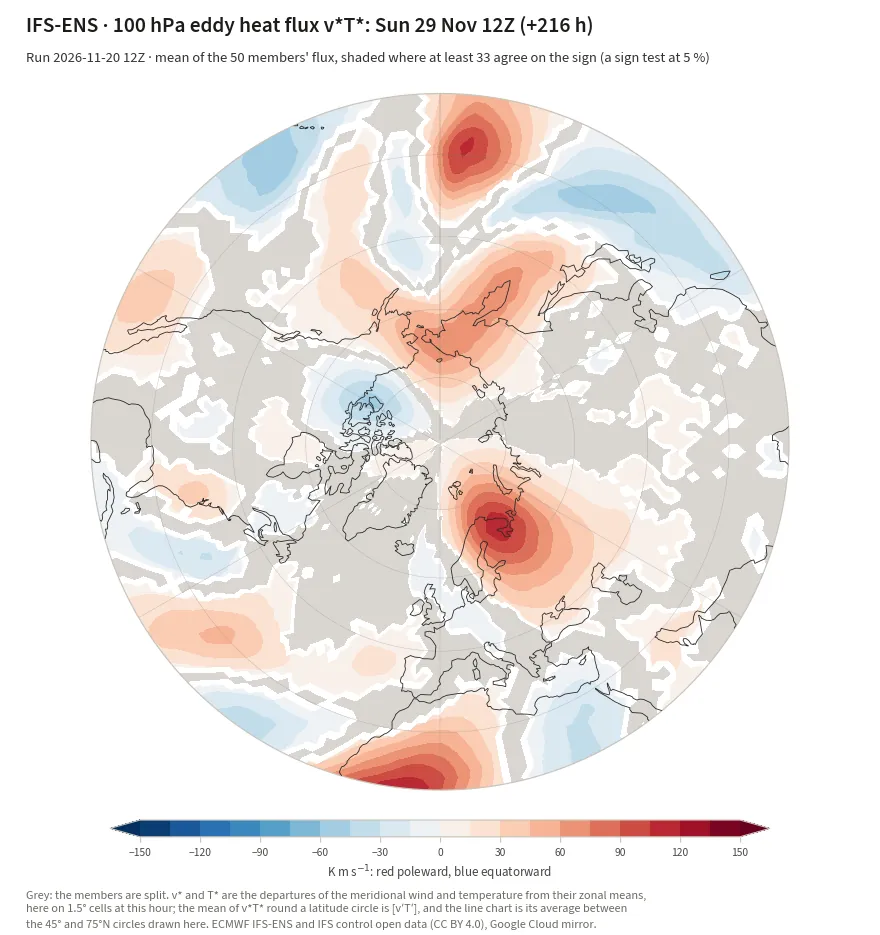 IFS-ENS · 100 hPa eddy heat flux v*T*: Sun 29 Nov 12Z (+216 h)
Run 2026-11-20 12Z · mean of the 50 members' flux, shaded where at least 33 agree on the sign (a sign test at 5 %)
−150 −120 −90 −60 −30 0 30 60 90 120 150
K m s⁻¹: red poleward, blue equatorward
Grey: the members are split. v* and T* are the departures of the meridional wind and temperature from their zonal means,
here on 1.5° cells at this hour; the mean of v*T* round a latitude circle is [v'T'], and the line chart is its average between
the 45° and 75°N circles drawn here. ECMWF IFS-ENS and IFS control open data (CC BY 4.0), Google Cloud mirror.